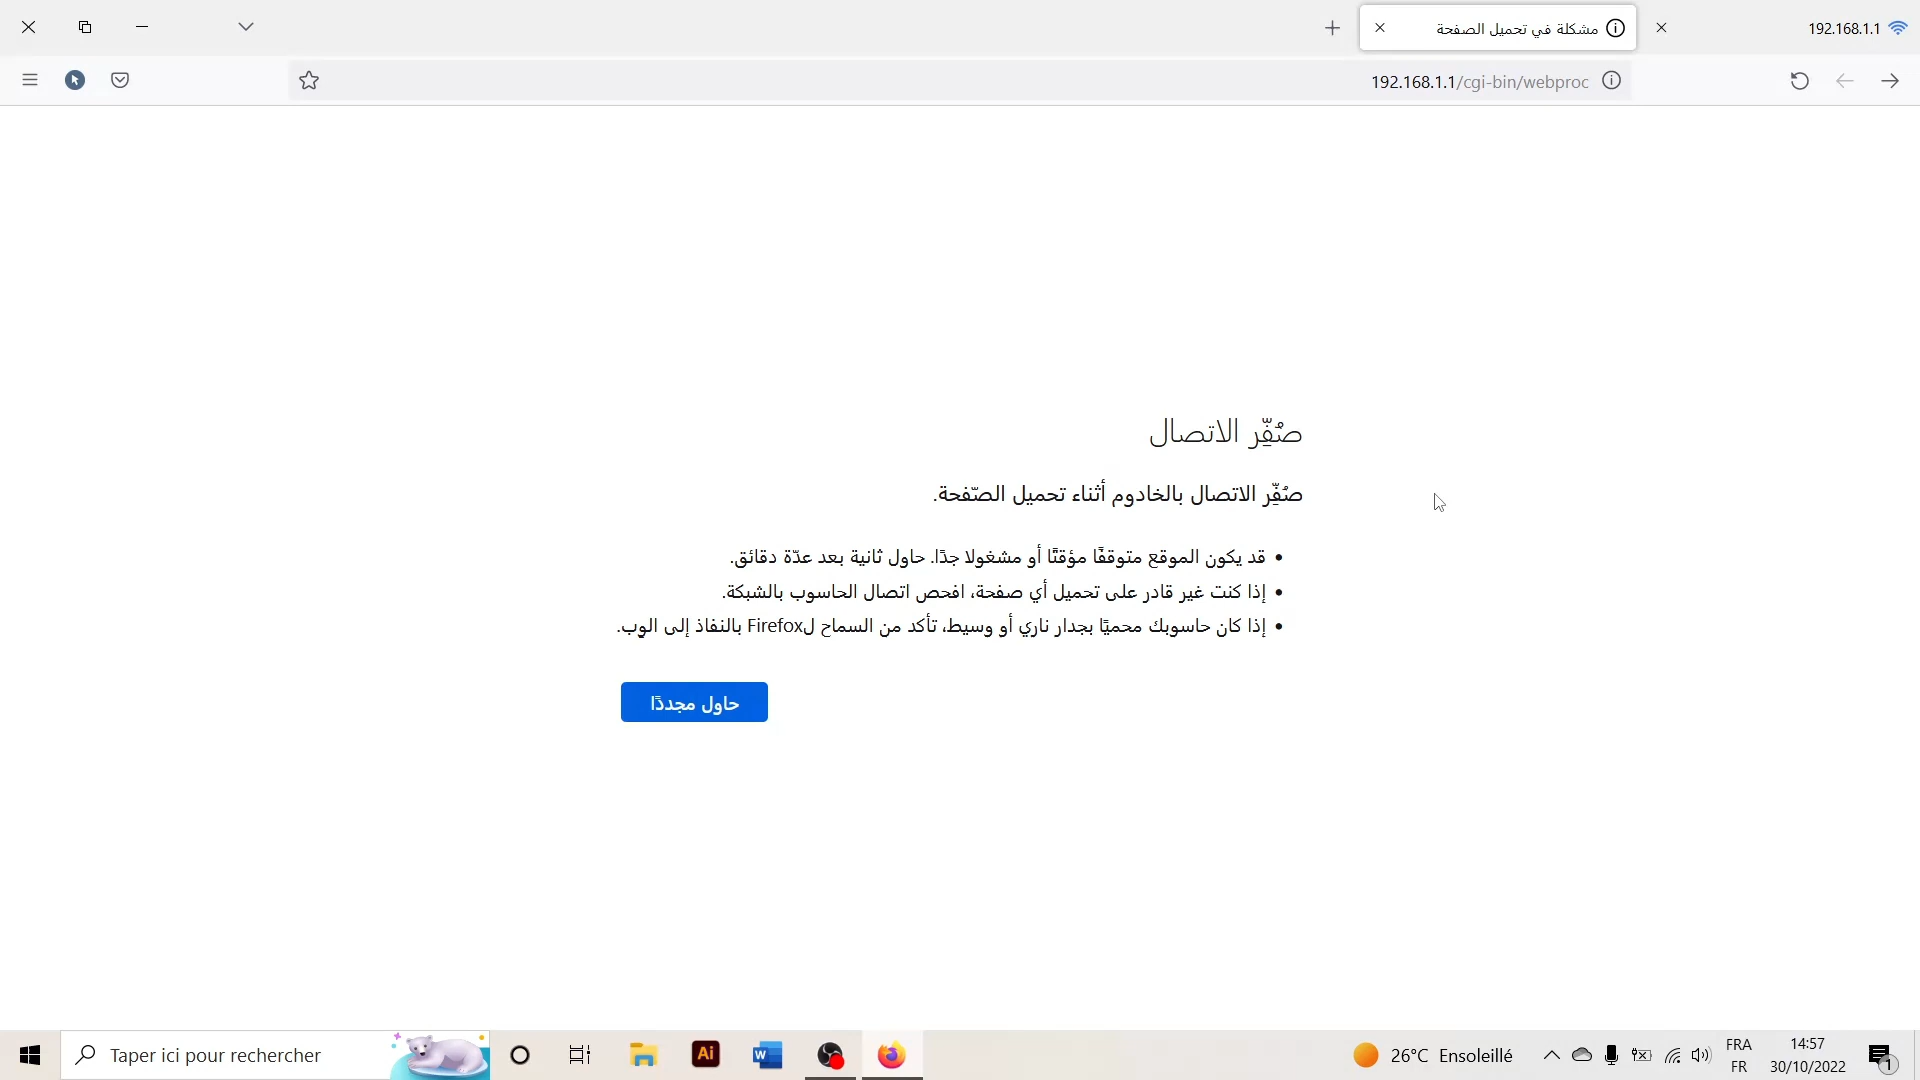 192.168.1.1
مشكلة في تحميل الصفحة
192.168.1.1/cgi-bin/webproc
صُفِّر الاتصال
صُفِّر الاتصال بالخادوم أثناء تحميل الصّفحة.
• قد يكون الموقع متوقفًا مؤقتًا أو مشغولا جدًا. حاول ثانية بعد عدّة دقائق.
• إذا كنت غير قادر على تحميل أي صفحة، افحص اتصال الحاسوب بالشبكة.
• إذا كان حاسوبك محميًا بجدار ناري أو وسيط، تأكد من السماح لFirefox بالنفاذ إلى الوِب.
حاول مجددًا
Taper ici pour rechercher
Ai
W
26°C Ensoleillé
FRA
FR
14:57
30/10/2022
1